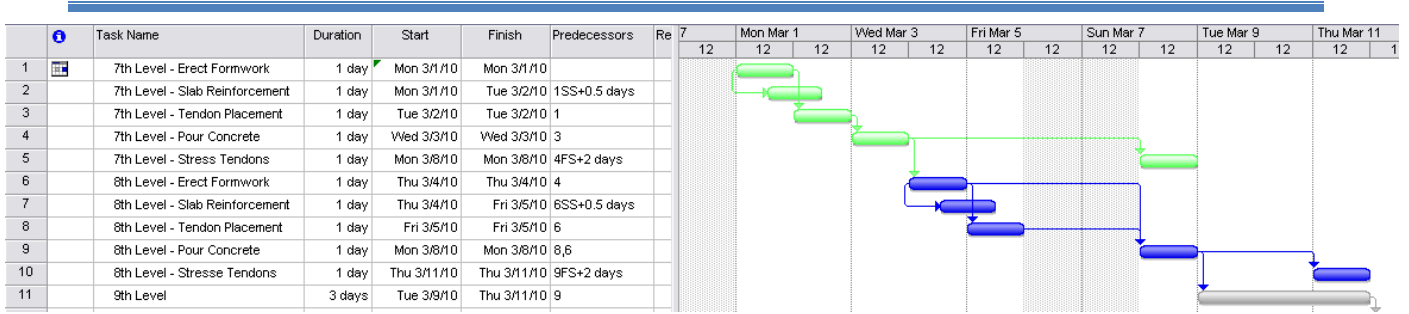 Task Name Duration Start Finish Predecessors Re 7 Mon Mar 1 Wed Mar 3 Fri Mar 5 Sun Mar 7 Tue Mar 9 Thu Mar 11
12 12 12 12 12 12 12 12 12 12 12 12 1
1 7th Level - Erect Formwork 1 day Mon 3/1/10 Mon 3/1/10
2 7th Level - Slab Reinforcement 1 day Mon 3/1/10 Tue 3/2/10 1SS+0.5 days
3 7th Level - Tendon Placement 1 day Tue 3/2/10 Tue 3/2/10 1
4 7th Level - Pour Concrete 1 day Wed 3/3/10 Wed 3/3/10 3
5 7th Level - Stress Tendons 1 day Mon 3/8/10 Mon 3/8/10 4FS+2 days
6 8th Level - Erect Formwork 1 day Thu 3/4/10 Thu 3/4/10 4
7 8th Level - Slab Reinforcement 1 day Thu 3/4/10 Fri 3/5/10 6SS+0.5 days
8 8th Level - Tendon Placement 1 day Fri 3/5/10 Fri 3/5/10 6
9 8th Level - Pour Concrete 1 day Mon 3/8/10 Mon 3/8/10 8,6
10 8th Level - Stresse Tendons 1 day Thu 3/11/10 Thu 3/11/10 9FS+2 days
11 9th Level 3 days Tue 3/9/10 Thu 3/11/10 9